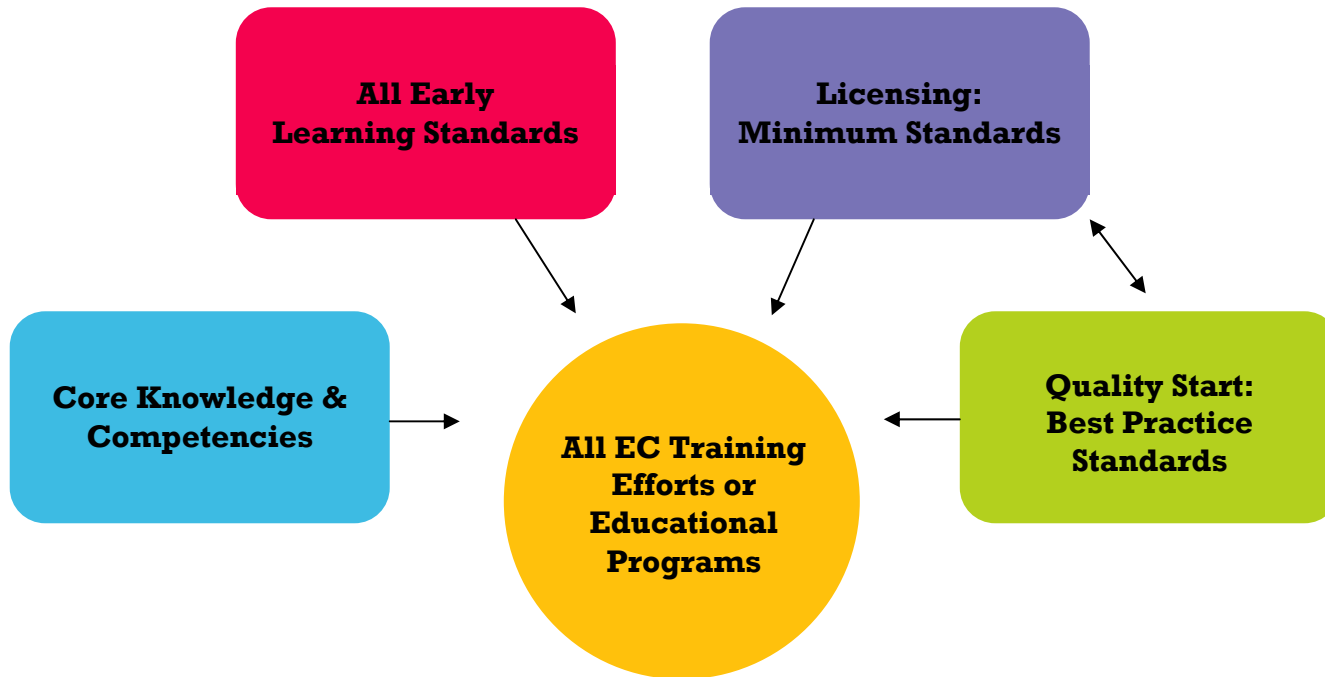 All Early
Learning Standards
Licensing:
Minimum Standards
Core Knowledge &
Competencies
All EC Training
Efforts or
Educational
Programs
Quality Start:
Best Practice
Standards